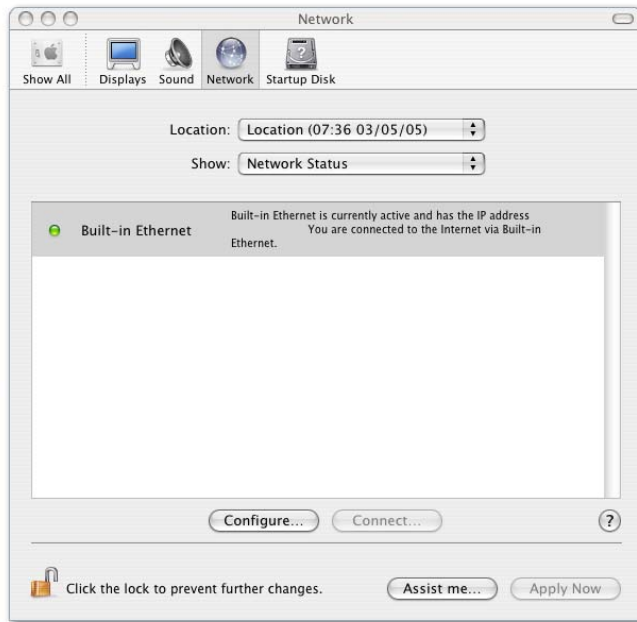 Network
Show All
Displays
Sound
Network
Startup Disk
Location: Location (07:36 03/05/05)
Show: Network Status
Built-in Ethernet
Built-in Ethernet is currently active and has the IP address
You are connected to the Internet via Built-in
Ethernet.
Configure...
Connect...
?
Click the lock to prevent further changes.
Assist me...
Apply Now